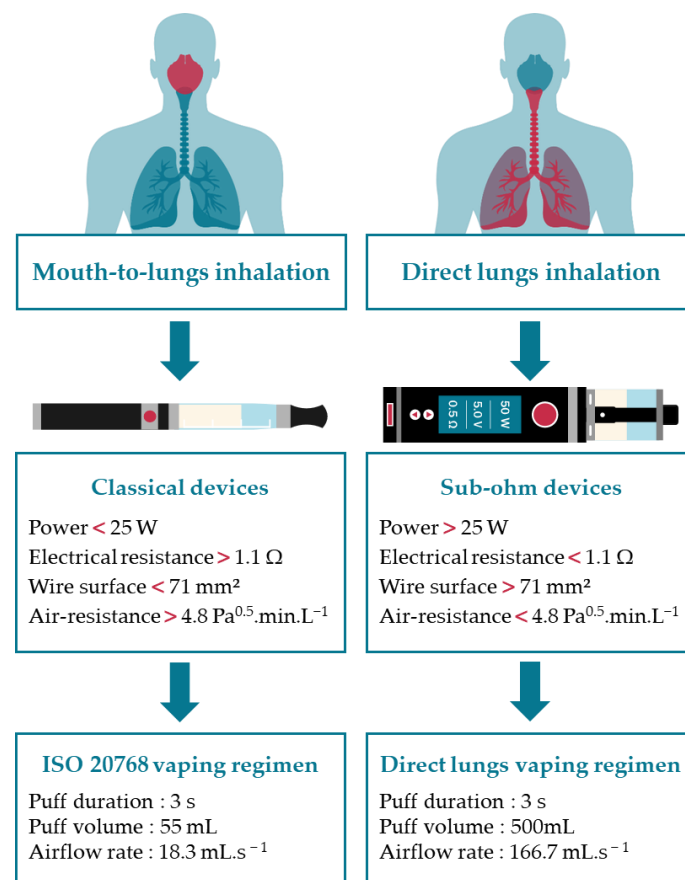 Mouth-to-lungs inhalation
Direct lungs inhalation
50 W
5.0 V
0.5 Ω
Classical devices
Power < 25 W
Electrical resistance > 1.1 Ω
Wire surface < 71 mm²
Air-resistance > 4.8 Pa⁰·⁵.min.L⁻¹
Sub-ohm devices
Power > 25 W
Electrical resistance < 1.1 Ω
Wire surface > 71 mm²
Air-resistance < 4.8 Pa⁰·⁵.min.L⁻¹
ISO 20768 vaping regimen
Puff duration : 3 s
Puff volume : 55 mL
Airflow rate : 18.3 mL.s⁻¹
Direct lungs vaping regimen
Puff duration : 3 s
Puff volume : 500mL
Airflow rate : 166.7 mL.s⁻¹